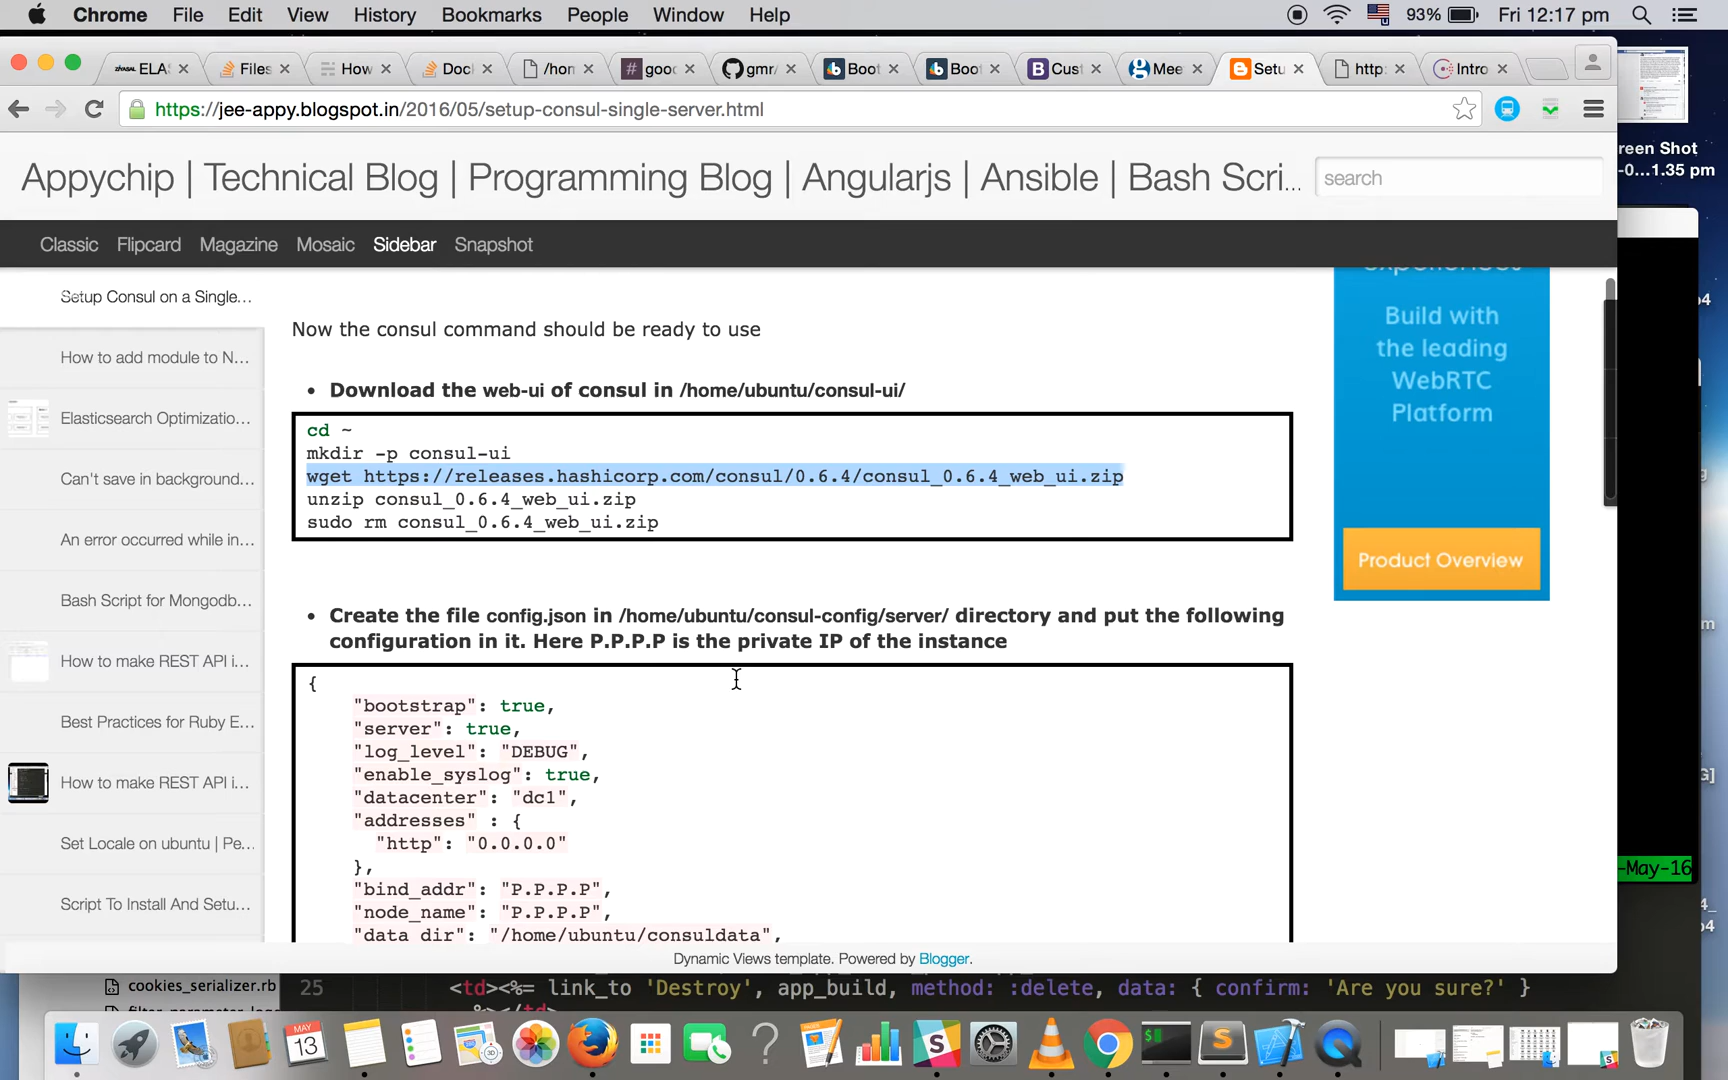 Chrome File Edit View History Bookmarks People Window Help 93% Fri 12:17 pm
ELA Files How Doc /hor goo gmr/ Boot Boot Cust Mee Setu http: Intro
https://jee-appy.blogspot.in/2016/05/setup-consul-single-server.html
Appychip | Technical Blog | Programming Blog | Angularjs | Ansible | Bash Scri...
search
Classic Flipcard Magazine Mosaic Sidebar Snapshot
Setup Consul on a Single...
How to add module to N...
Elasticsearch Optimizatio...
Can't save in background...
An error occurred while in...
Bash Script for Mongodb...
How to make REST API i...
Best Practices for Ruby E...
How to make REST API i...
Set Locale on ubuntu | Pe...
Script To Install And Setu...
Now the consul command should be ready to use
• Download the web-ui of consul in /home/ubuntu/consul-ui/
cd ~
mkdir -p consul-ui
wget https://releases.hashicorp.com/consul/0.6.4/consul_0.6.4_web_ui.zip
unzip consul_0.6.4_web_ui.zip
sudo rm consul_0.6.4_web_ui.zip
• Create the file config.json in /home/ubuntu/consul-config/server/ directory and put the following
configuration in it. Here P.P.P.P is the private IP of the instance
{
"bootstrap": true,
"server": true,
"log_level": "DEBUG",
"enable_syslog": true,
"datacenter": "dc1",
"addresses" : {
"http": "0.0.0.0"
},
"bind_addr": "P.P.P.P",
"node_name": "P.P.P.P",
"data_dir": "/home/ubuntu/consuldata",
Build with
the leading
WebRTC
Platform
Product Overview
Dynamic Views template. Powered by Blogger.
reen Shot
-0...1.35 pm
-May-16
cookies_serializer.rb
25 <td><%= link_to 'Destroy', app_build, method: :delete, data: { confirm: 'Are you sure?' }
%></td>
MAY
13